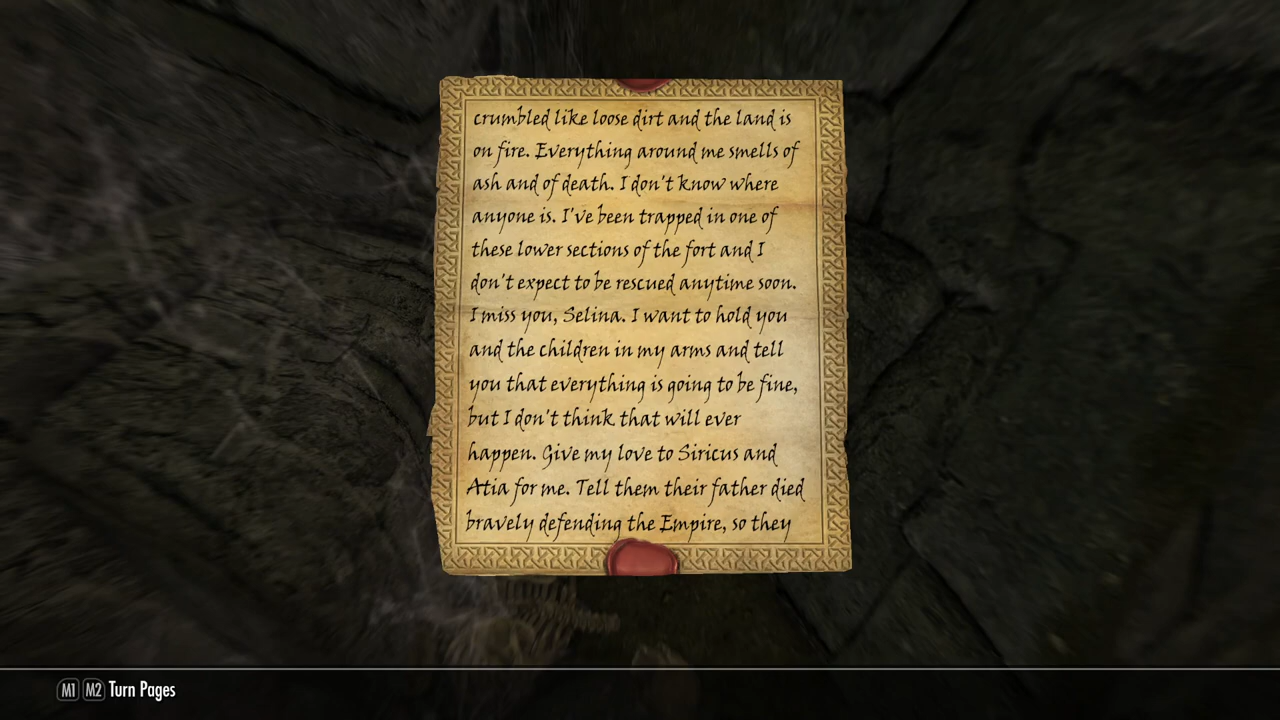 crumbled like loose dirt and the land is
on fire. Everything around me smells of
ash and of death. I don't know where
anyone is. I've been trapped in one of
these lower sections of the fort and I
don't expect to be rescued anytime soon.
I miss you, Selina. I want to hold you
and the children in my arms and tell
you that everything is going to be fine,
but I don't think that will ever
happen. Give my love to Siricus and
Atia for me. Tell them their father died
bravely defending the Empire, so they
M1 M2 Turn Pages